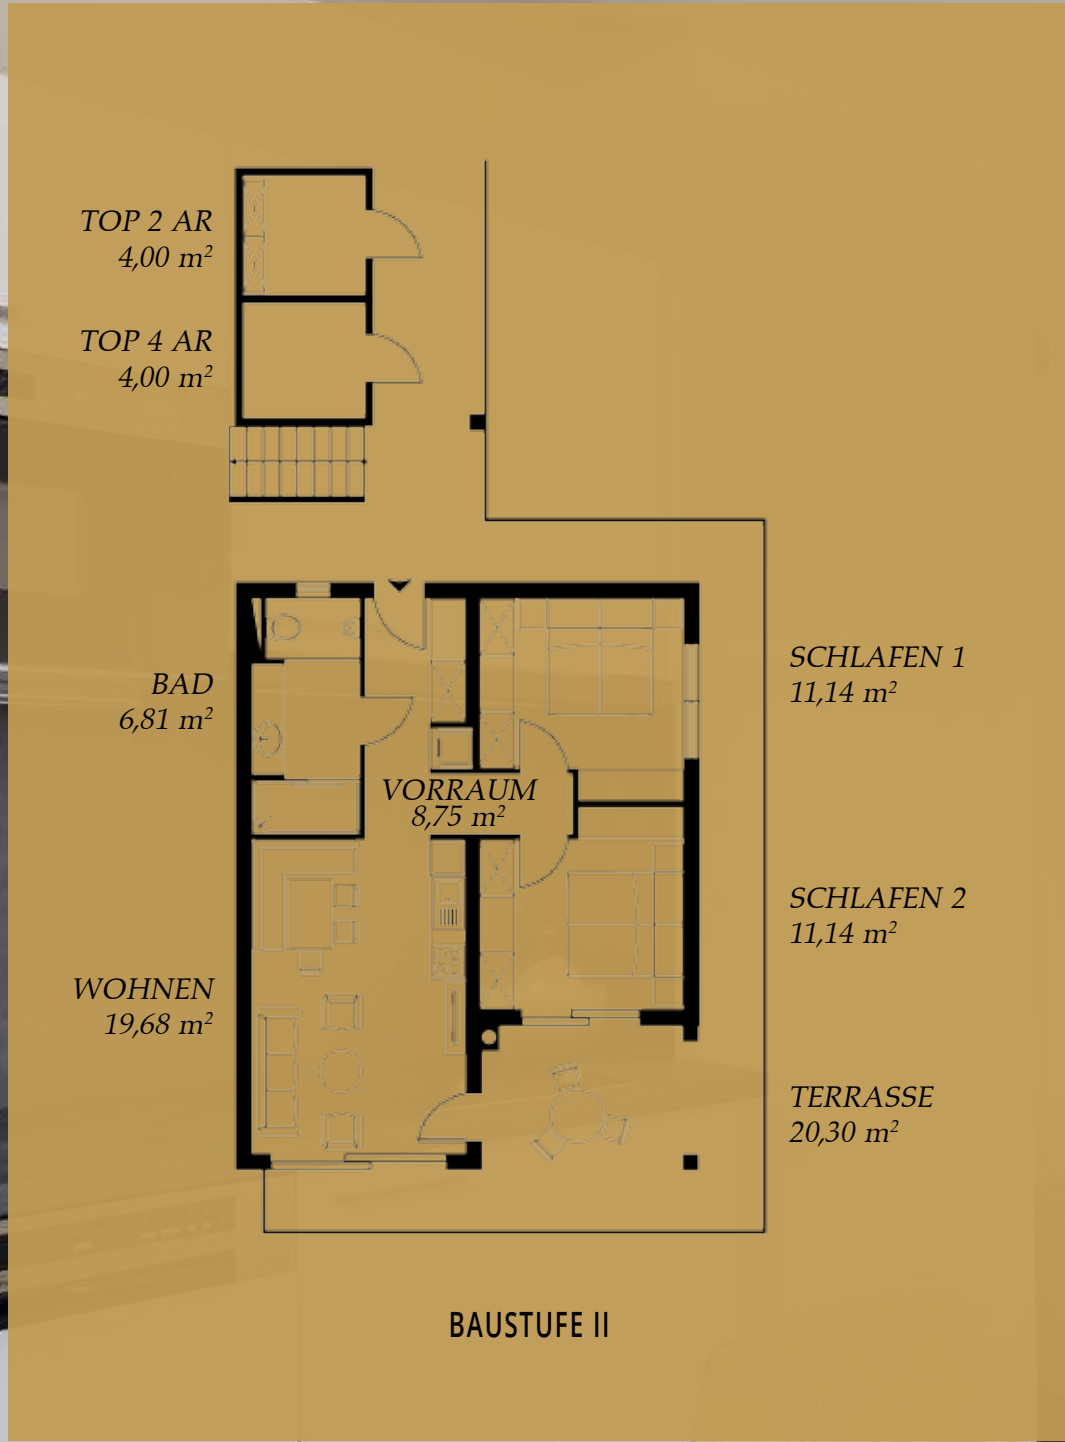 TOP 2 AR
4,00 m²
TOP 4 AR
4,00 m²
BAD
6,81 m²
VORRAUM
8,75 m²
SCHLAFEN 1
11,14 m²
SCHLAFEN 2
11,14 m²
WOHNEN
19,68 m²
TERRASSE
20,30 m²
BAUSTUFE II